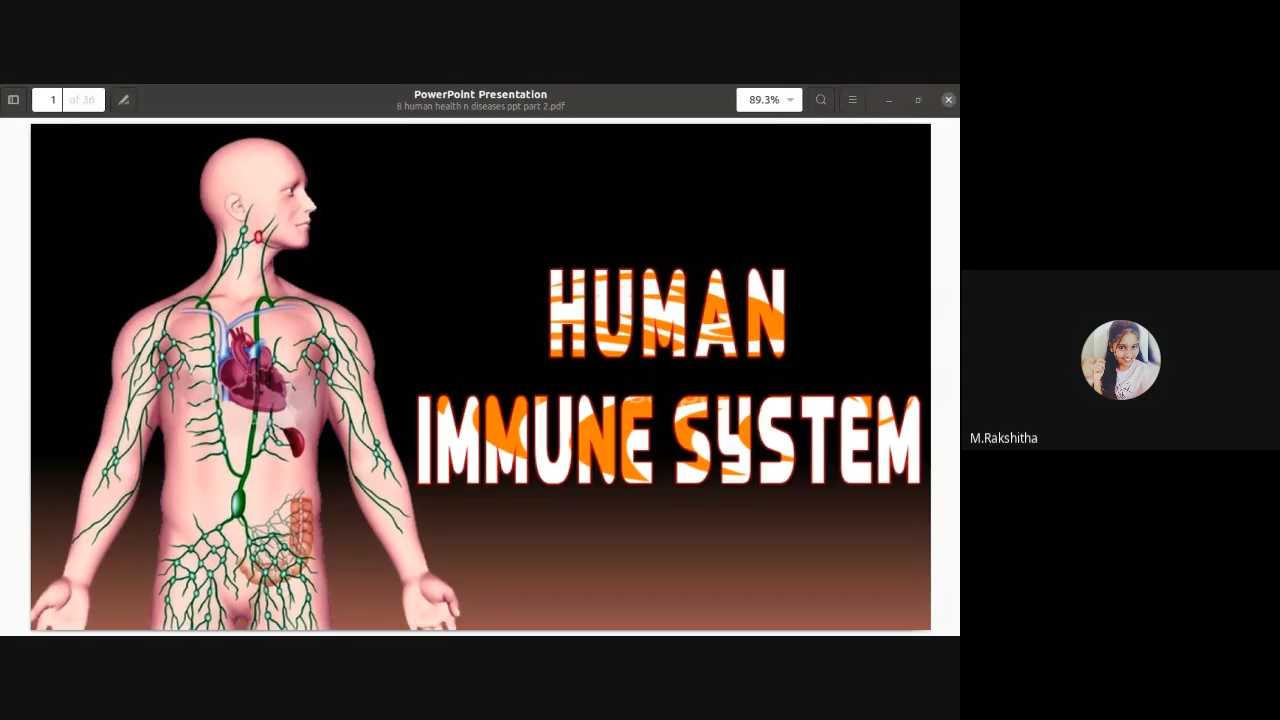 PowerPoint Presentation
1 of 36
8 human health n diseases ppt part 2.pdf
89.3%
HUMAN
IMMUNE SYSTEM
M.Rakshitha